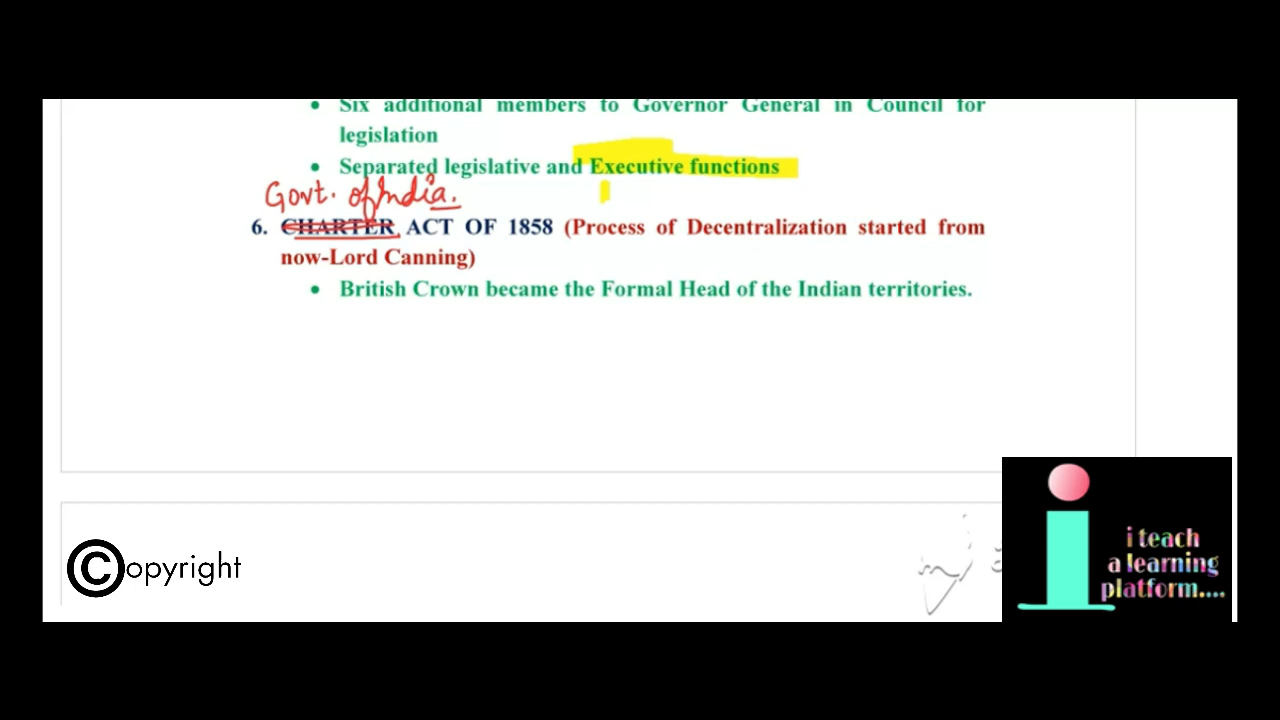 • Six additional members to Governor General in Council for
legislation
• Separated legislative and Executive functions
Govt. of India.
6. CHARTER ACT OF 1858 (Process of Decentralization started from
now-Lord Canning)
• British Crown became the Formal Head of the Indian territories.
©opyright
i teach
a learning
platform....